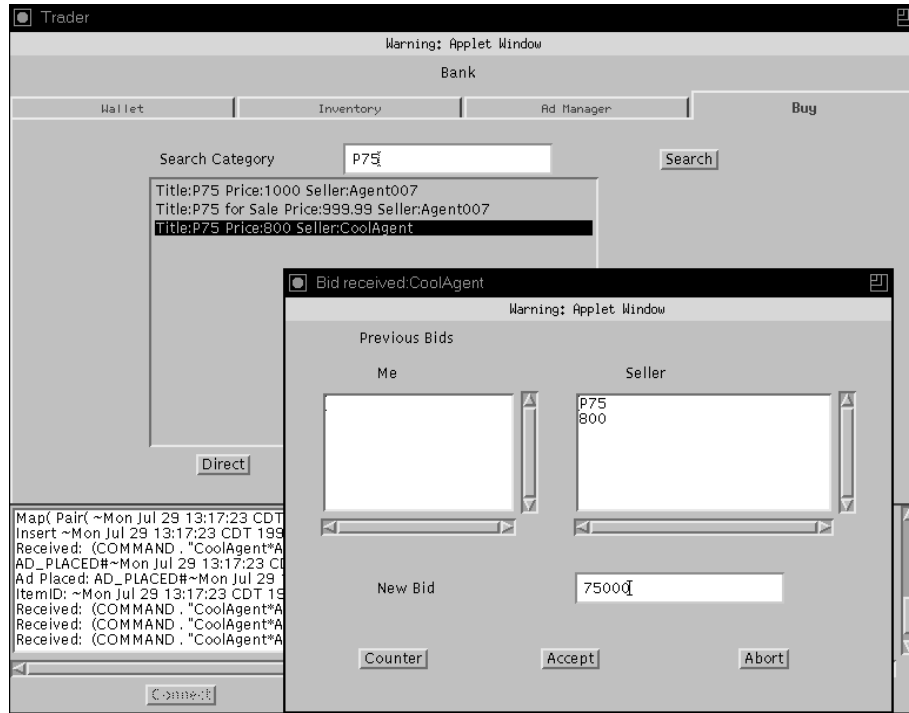 Trader
Warning: Applet Window
Bank
Wallet Inventory Ad Manager Buy
Search Category P75 Search
Title:P75 Price:1000 Seller:Agent007
Title:P75 for Sale Price:999.99 Seller:Agent007
Title:P75 Price:800 Seller:CoolAgent
Direct
Map( Pair( ~Mon Jul 29 13:17:23 CDT
Insert ~Mon Jul 29 13:17:23 CDT 199
Received: (COMMAND . "CoolAgent*A
AD_PLACED#~Mon Jul 29 13:17:23 CD
Ad Placed: AD_PLACED#~Mon Jul 29
ItemID: ~Mon Jul 29 13:17:23 CDT 19
Received: (COMMAND . "CoolAgent*A
Received: (COMMAND . "CoolAgent*A
Received: (COMMAND . "CoolAgent*A
Connect
Bid received:CoolAgent
Warning: Applet Window
Previous Bids
Me Seller
P75
800
New Bid 75000
Counter Accept Abort